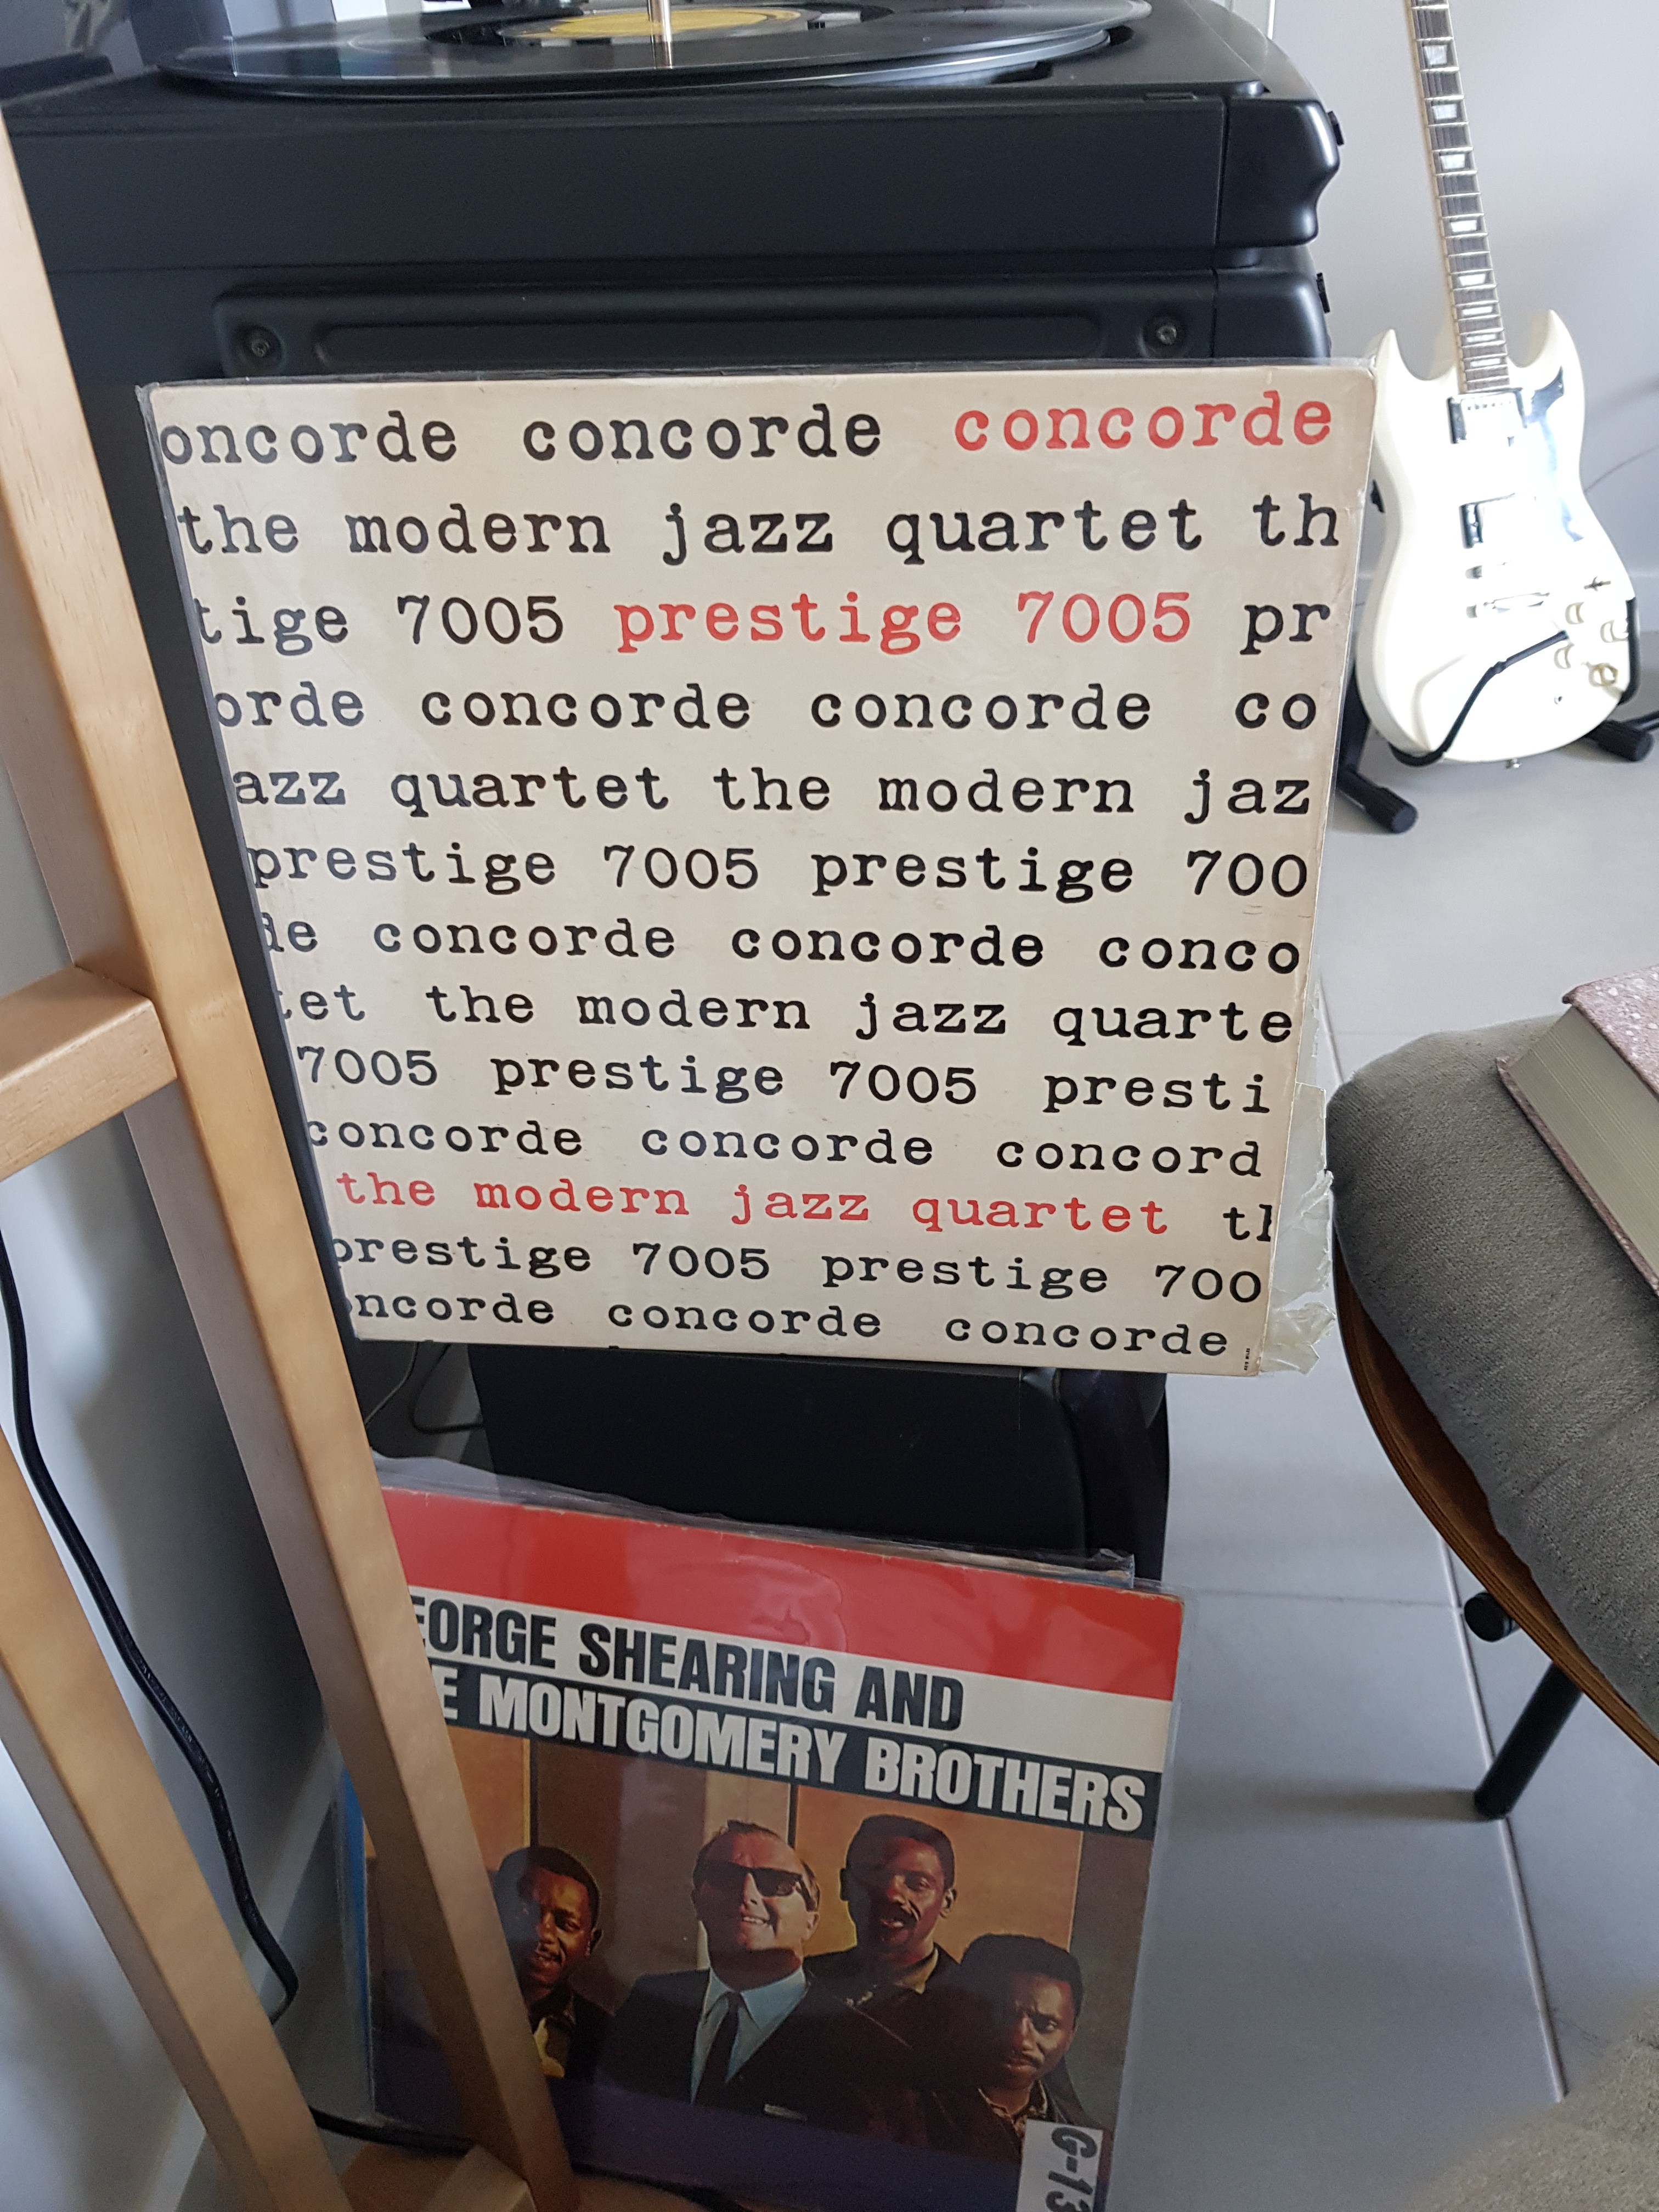 oncorde concorde concorde
the modern jazz quartet th
tige 7005 prestige 7005 pr
orde concorde concorde co
azz quartet the modern jaz
prestige 7005 prestige 700
de concorde concorde conco
tet the modern jazz quarte
7005 prestige 7005 presti
concorde concorde concord
the modern jazz quartet th
prestige 7005 prestige 700
oncorde concorde concorde
EORGE SHEARING AND
E MONTGOMERY BROTHERS
G-13